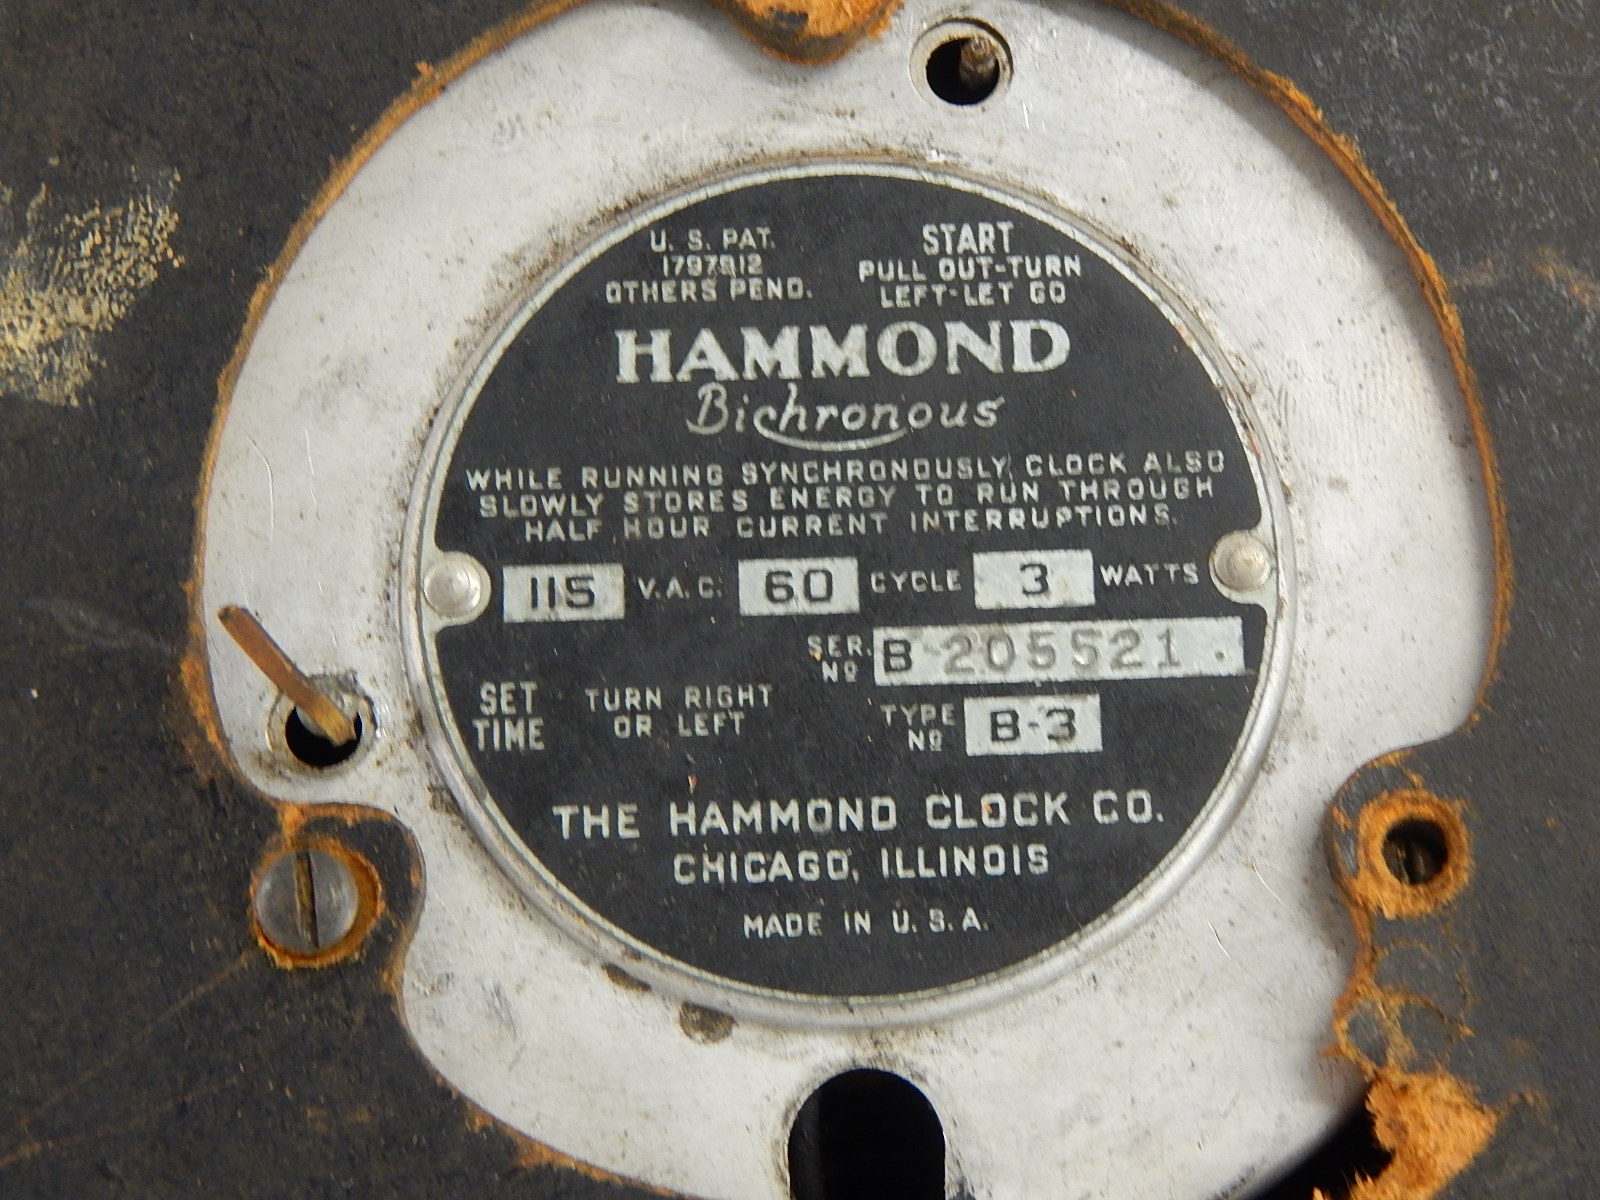 U. S. PAT.
1797812
OTHERS PEND.
START
PULL OUT-TURN
LEFT-LET GO
HAMMOND
Bichronous
WHILE RUNNING SYNCHRONOUSLY, CLOCK ALSO
SLOWLY STORES ENERGY TO RUN THROUGH
HALF HOUR CURRENT INTERRUPTIONS.
115 V.A.C. 60 CYCLE 3 WATTS
SER. Nº B-205521.
SET TIME
TURN RIGHT
OR LEFT
TYPE Nº B-3
THE HAMMOND CLOCK CO.
CHICAGO, ILLINOIS
MADE IN U.S.A.